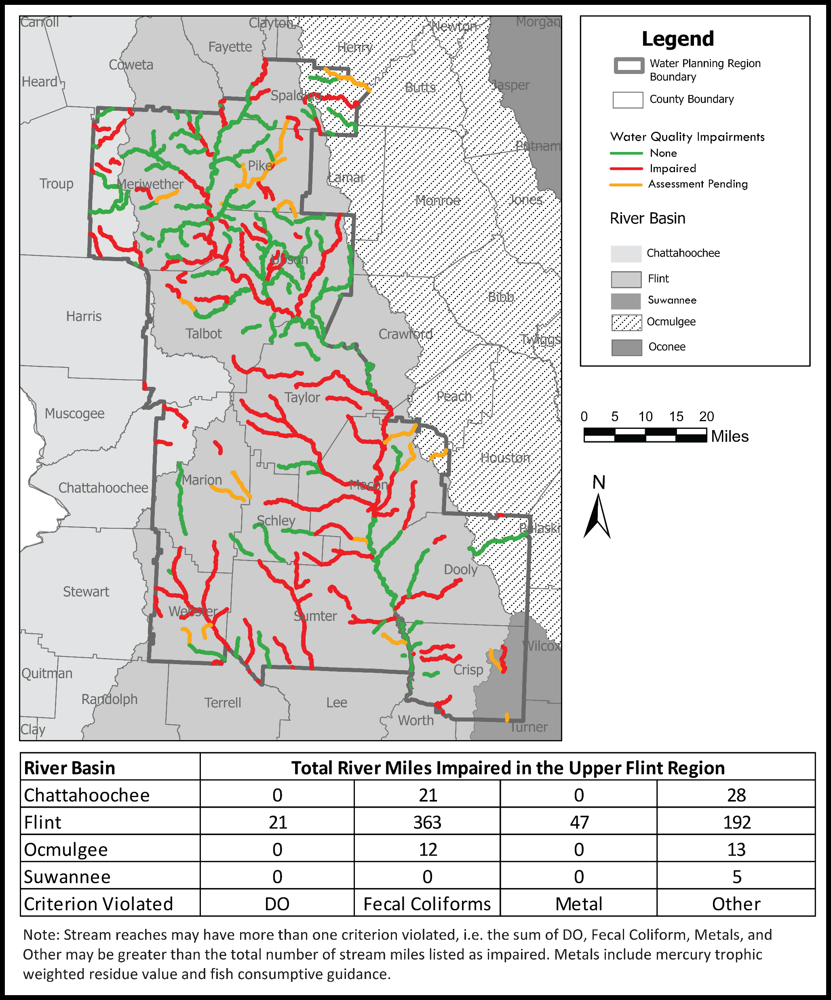 Carroll
Clayton
Newton
Morgan
Fayette
Henry
Coweta
Heard
Jasper
Butts
Spalding
Putnam
Pike
Lamar
Troup
Meriwether
Monroe
Jones
Upson
Bibb
Harris
Talbot
Crawford
Twiggs
Taylor
Peach
Muscogee
Houston
Marion
Macon
Chattahoochee
Schley
Pulaski
Dooly
Stewart
Webster
Sumter
Wilcox
Quitman
Crisp
Randolph
Terrell
Lee
Worth
Turner
Clay
Legend
Water Planning Region
Boundary
County Boundary
Water Quality Impairments
None
Impaired
Assessment Pending
River Basin
Chattahoochee
Flint
Suwannee
Ocmulgee
Oconee
0 5 10 15 20
Miles
N
River Basin Total River Miles Impaired in the Upper Flint Region
Chattahoochee 0 21 0 28
Flint 21 363 47 192
Ocmulgee 0 12 0 13
Suwannee 0 0 0 5
Criterion Violated DO Fecal Coliforms Metal Other
Note: Stream reaches may have more than one criterion violated, i.e. the sum of DO, Fecal Coliform, Metals, and
Other may be greater than the total number of stream miles listed as impaired. Metals include mercury trophic
weighted residue value and fish consumptive guidance.